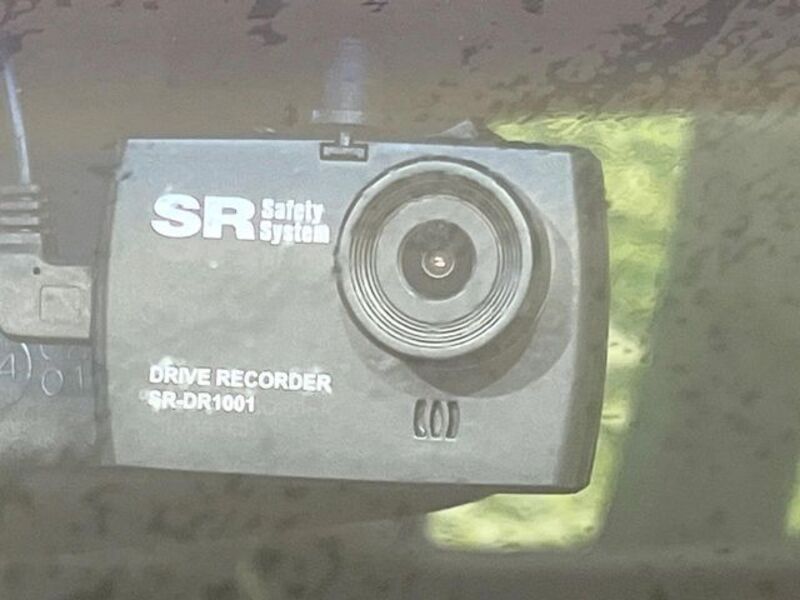 SR Safety
System
DRIVE RECORDER
SR-DR1001